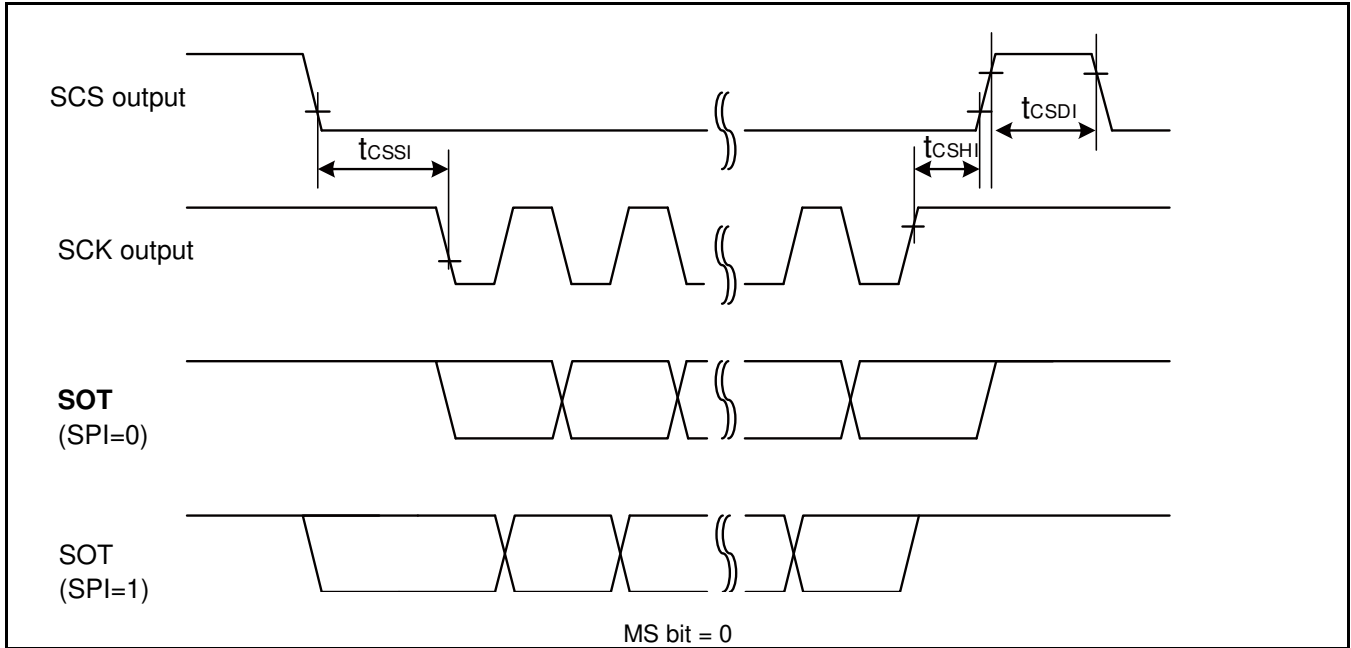 SCS output
tCSDI
tCSSI
tCSHI
SCK output
SOT
(SPI=0)
SOT
(SPI=1)
MS bit = 0